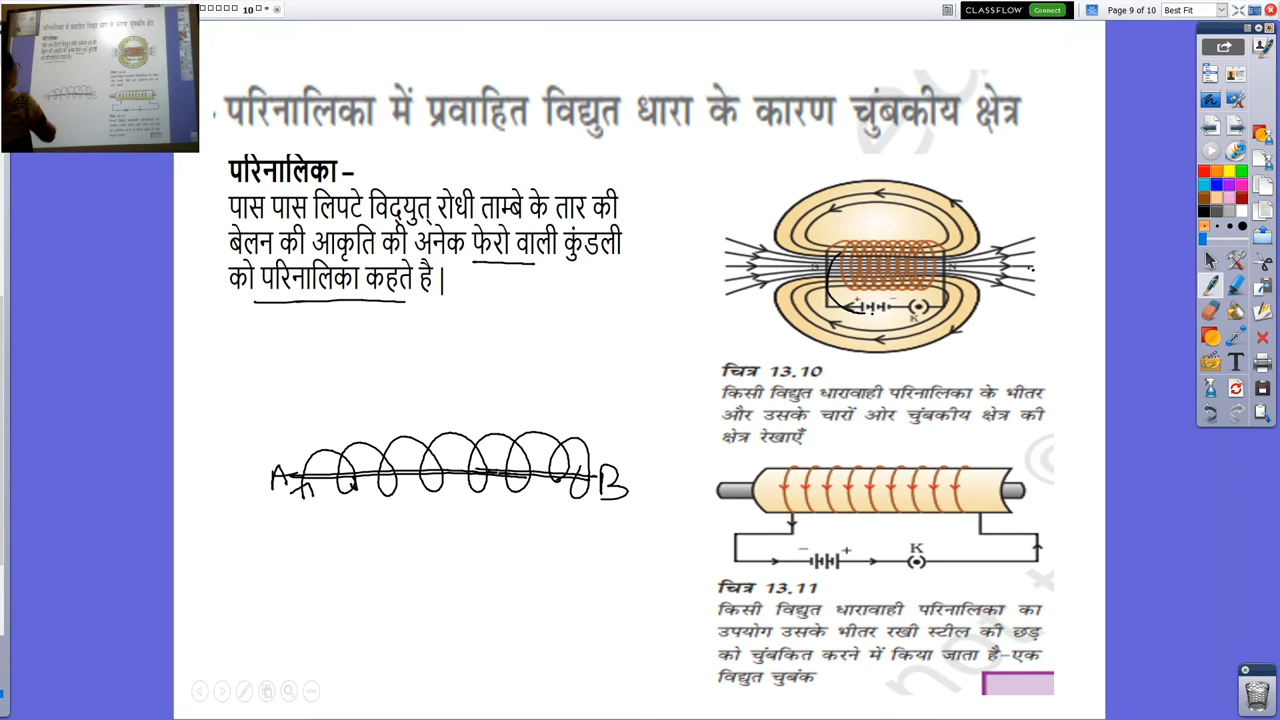 10
CLASSFLOW
Connect
Page 9 of 10
Best Fit
परिनालिका में प्रवाहित विद्युत धारा के कारण चुंबकीय क्षेत्र
परिनालिका –
पास पास लिपटे विद्युत् रोधी ताम्बे के तार की
बेलन की आकृति की अनेक फेरो वाली कुंडली
को परिनालिका कहते है |
A
B
+
−
K
चित्र 13.10
किसी विद्युत धारावाही परिनालिका के भीतर
और उसके चारों ओर चुंबकीय क्षेत्र की
क्षेत्र रेखाएँ
−
+
K
चित्र 13.11
किसी विद्युत धारावाही परिनालिका का
उपयोग उसके भीतर रखी स्टील की छड़
को चुंबकित करने में किया जाता है–एक
विद्युत चुबंक